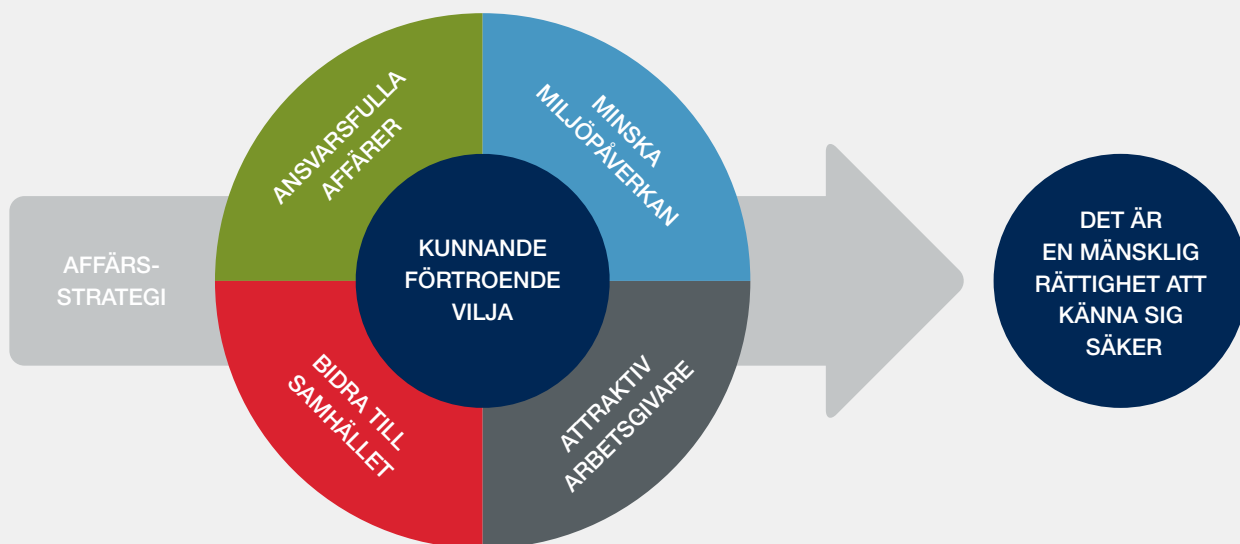 AFFÄRS-
STRATEGI
ANSVARSFULLA
AFFÄRER
MINSKA
MILJÖPÅVERKAN
KUNNANDE
FÖRTROENDE
VILJA
BIDRA TILL
SAMHÄLLET
ATTRAKTIV
ARBETSGIVARE
DET ÄR
EN MÄNSKLIG
RÄTTIGHET ATT
KÄNNA SIG
SÄKER